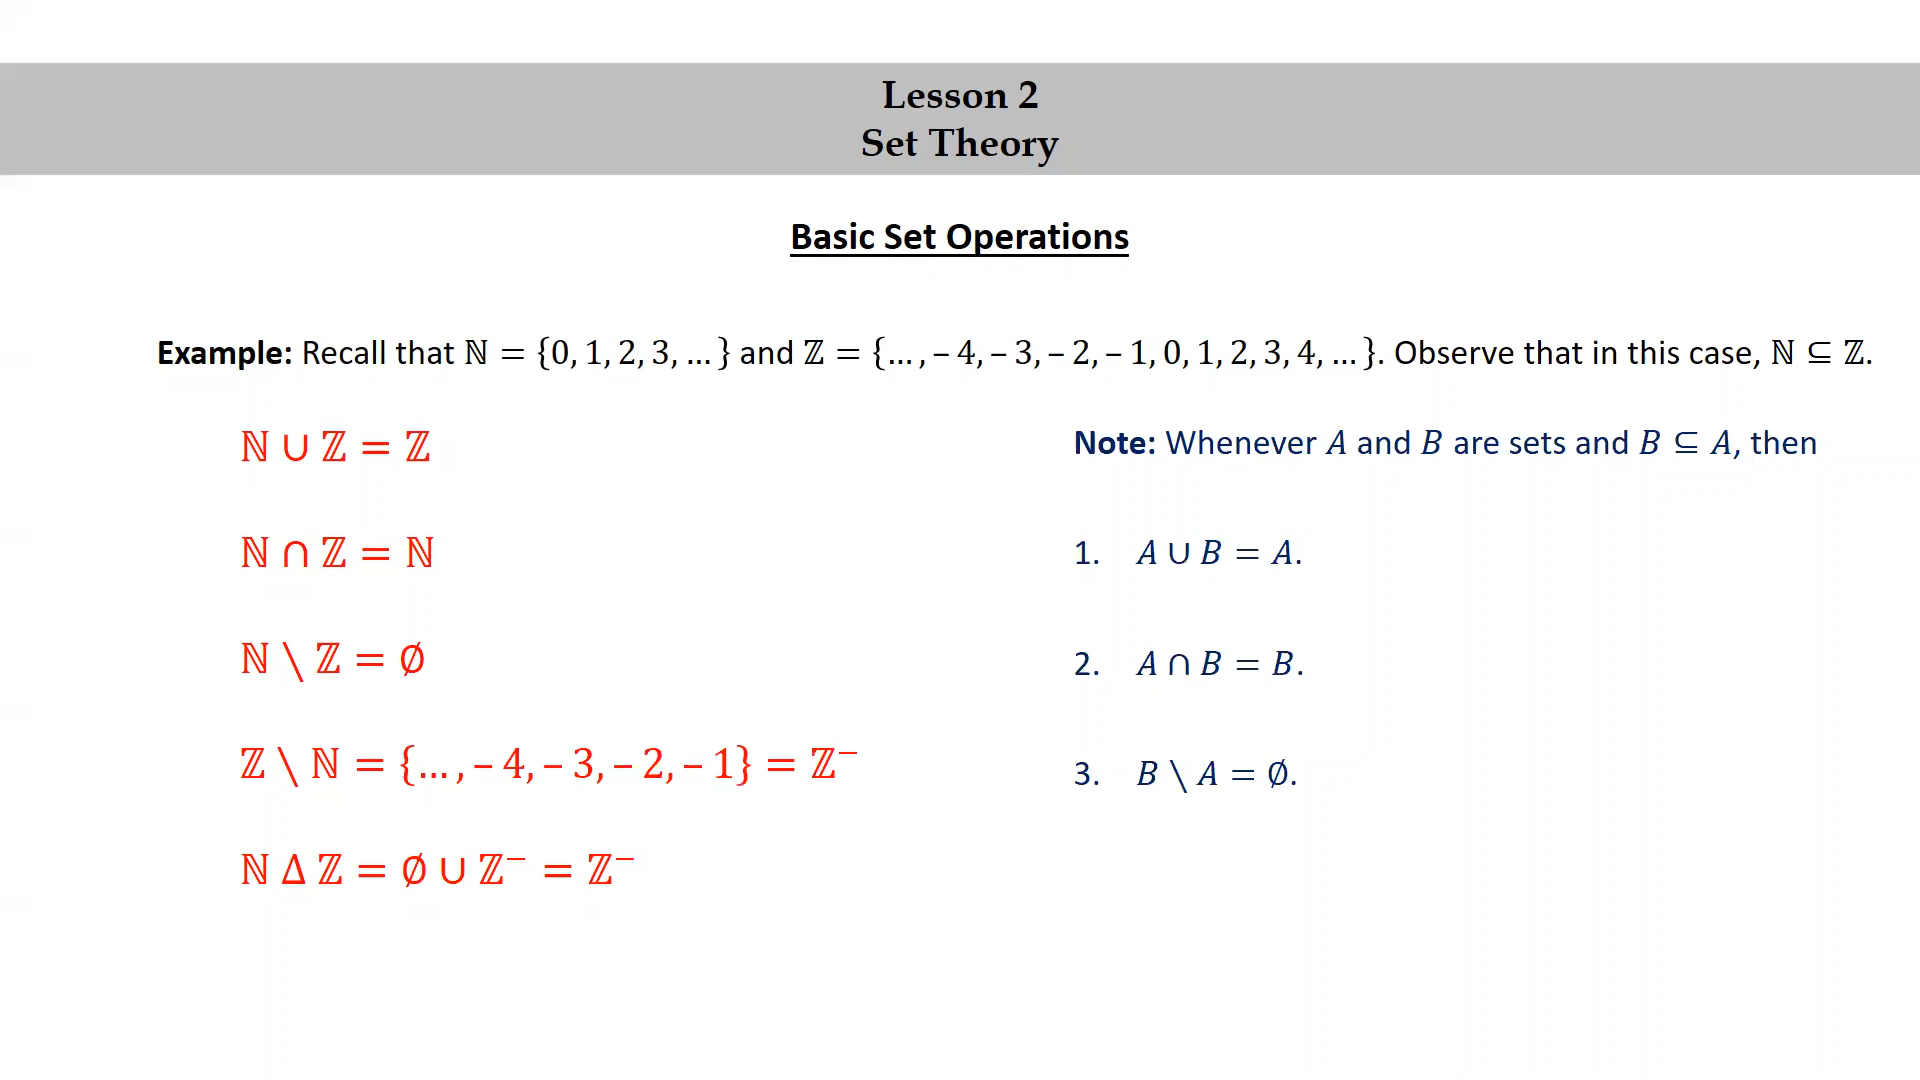 Lesson 2
Set Theory
Basic Set Operations
Example: Recall that ℕ = {0, 1, 2, 3, … } and ℤ = {… , – 4, – 3, – 2, – 1, 0, 1, 2, 3, 4, … }. Observe that in this case, ℕ ⊆ ℤ.
ℕ ∪ ℤ = ℤ
ℕ ∩ ℤ = ℕ
ℕ ∖ ℤ = ∅
ℤ ∖ ℕ = {… , – 4, – 3, – 2, – 1} = ℤ⁻
ℕ Δ ℤ = ∅ ∪ ℤ⁻ = ℤ⁻
Note: Whenever A and B are sets and B ⊆ A, then
1. A ∪ B = A.
2. A ∩ B = B.
3. B ∖ A = ∅.